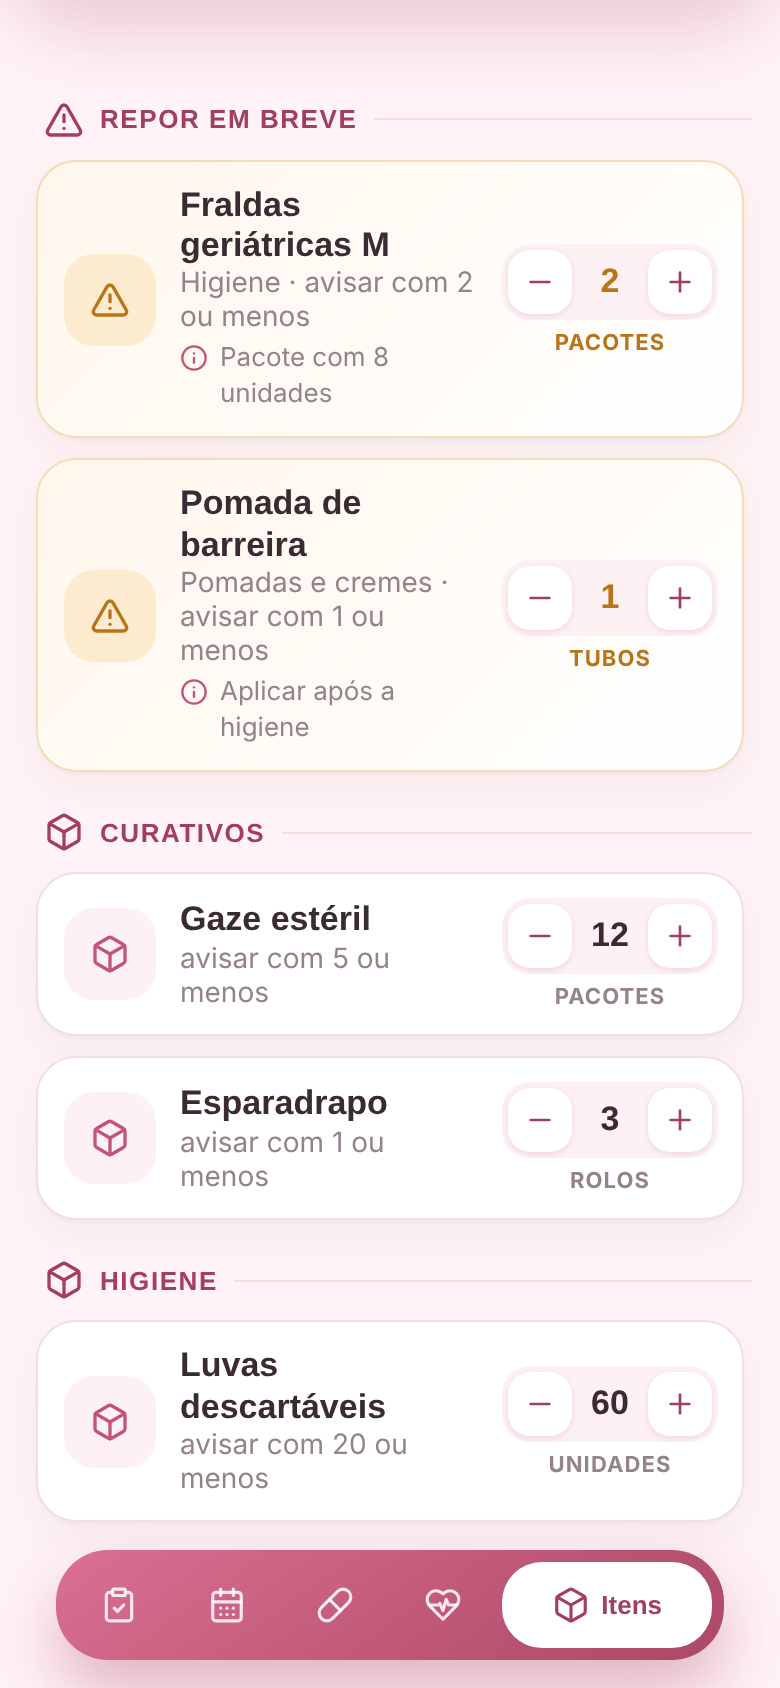 REPOR EM BREVE
Fraldas
geriátricas M
Higiene · avisar com 2
ou menos
Pacote com 8
unidades
2
PACOTES
Pomada de
barreira
Pomadas e cremes ·
avisar com 1 ou
menos
Aplicar após a
higiene
1
TUBOS
CURATIVOS
Gaze estéril
avisar com 5 ou
menos
12
PACOTES
Esparadrapo
avisar com 1 ou
menos
3
ROLOS
HIGIENE
Luvas
descartáveis
avisar com 20 ou
menos
60
UNIDADES
Itens